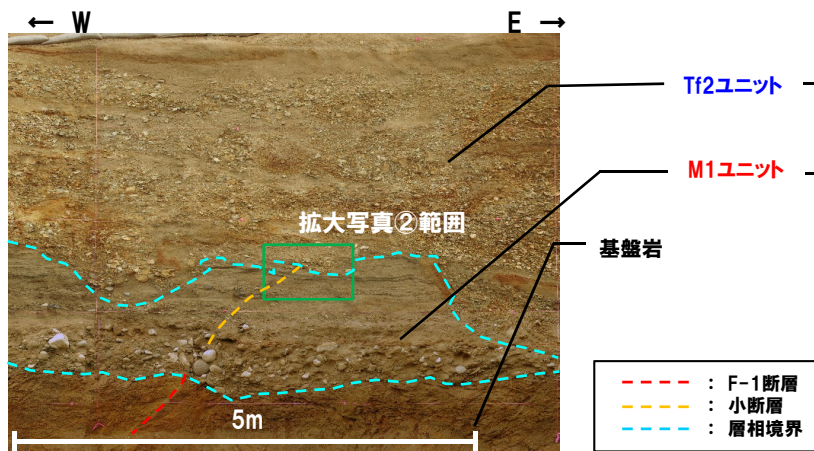 ← W
E →
Tf2ユニット
M1ユニット
拡大写真②範囲
基盤岩
5m
: F-1断層
: 小断層
: 層相境界